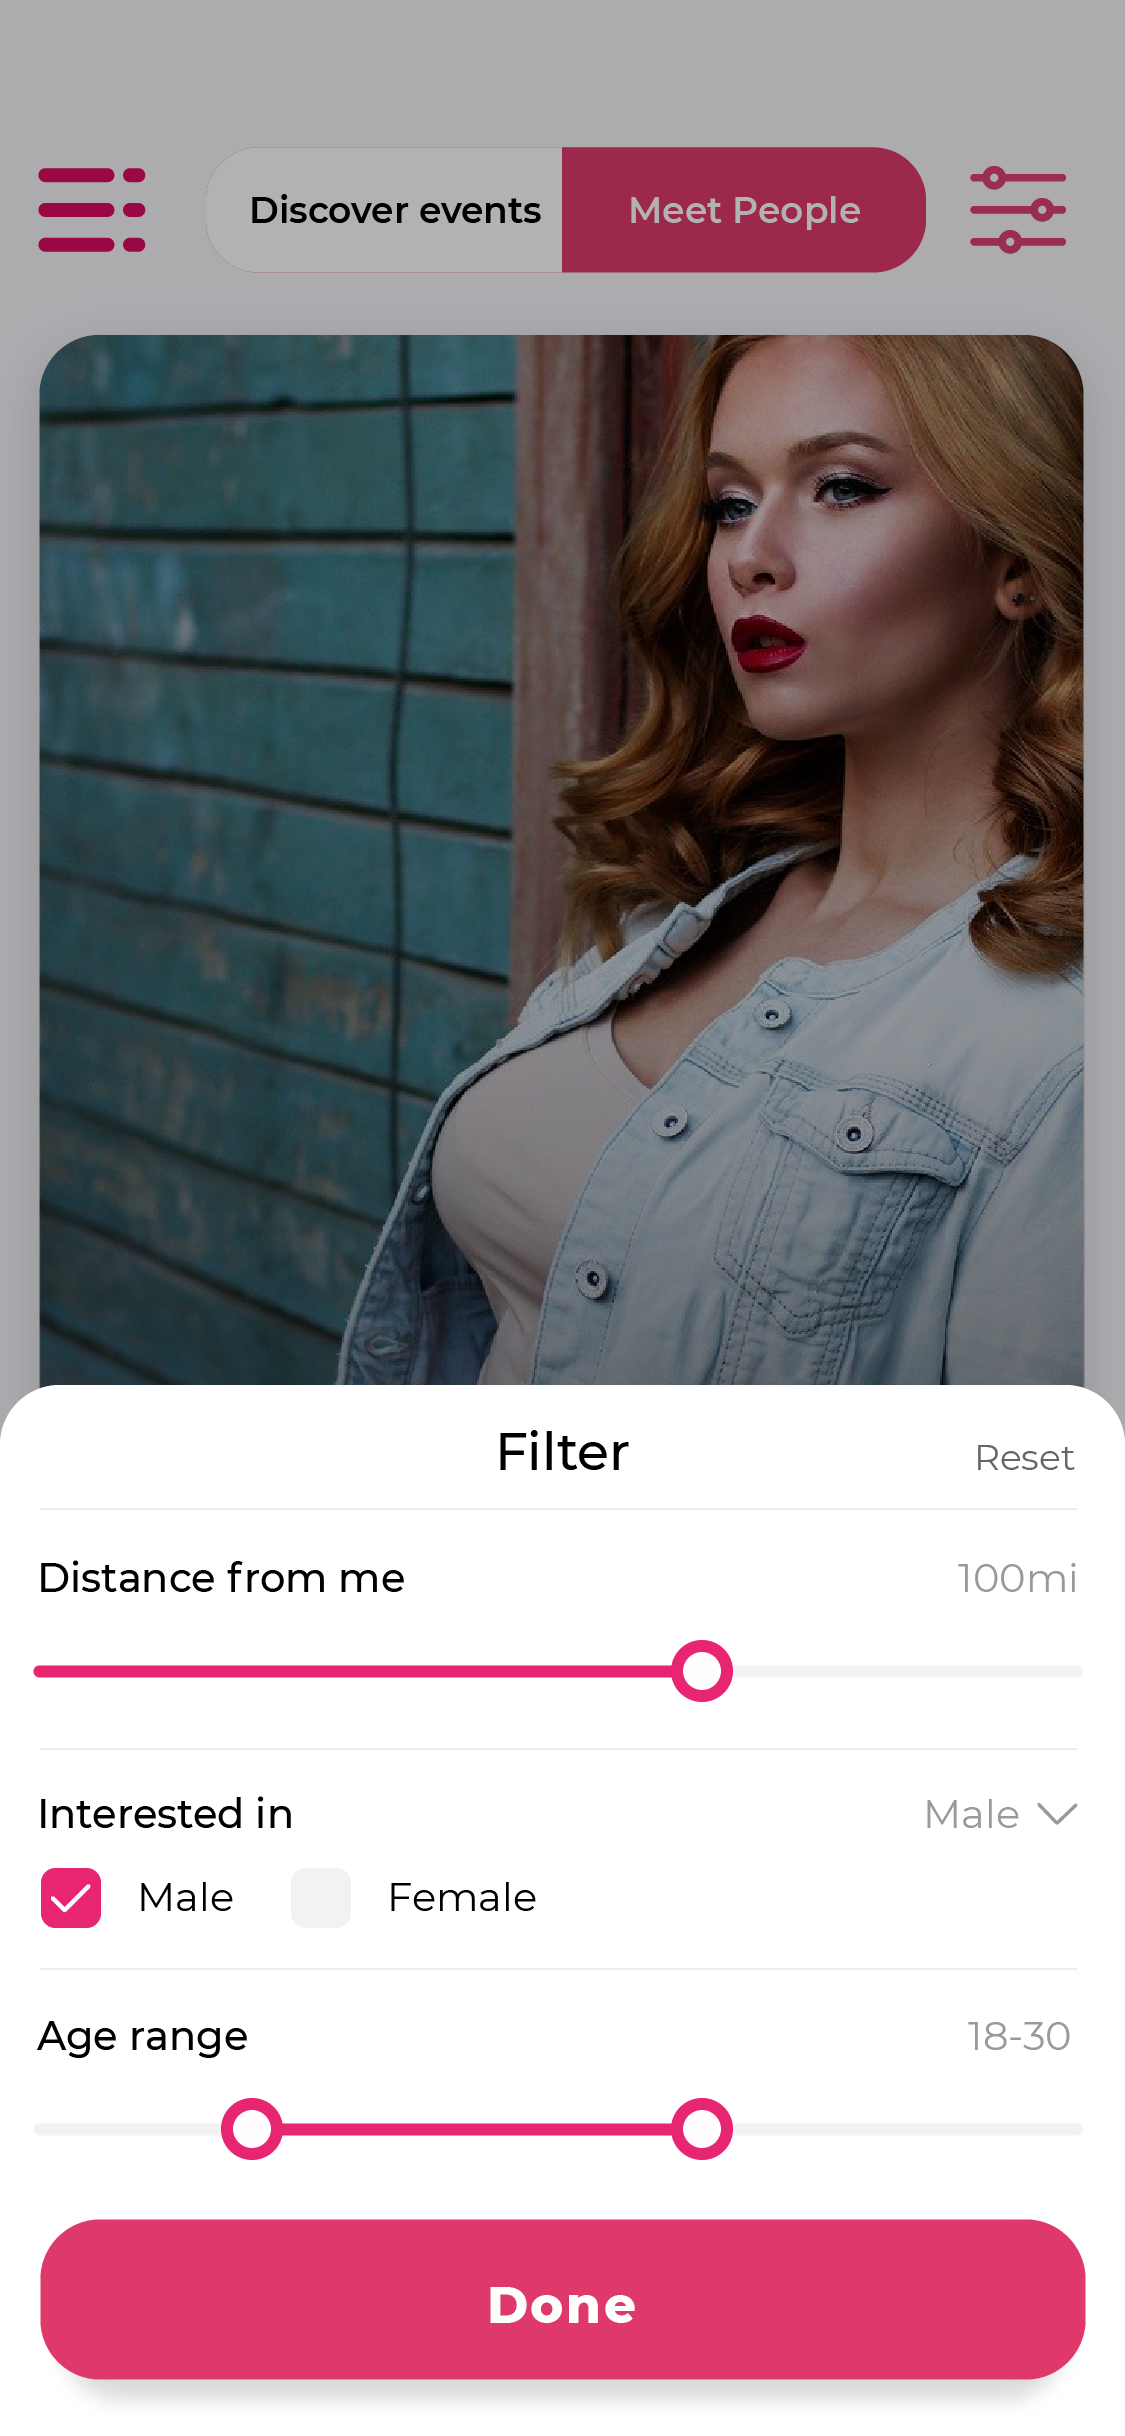 Discover events
Meet People
Filter
Reset
Distance from me
100mi
Interested in
Male
Male
Female
Age range
18-30
Done